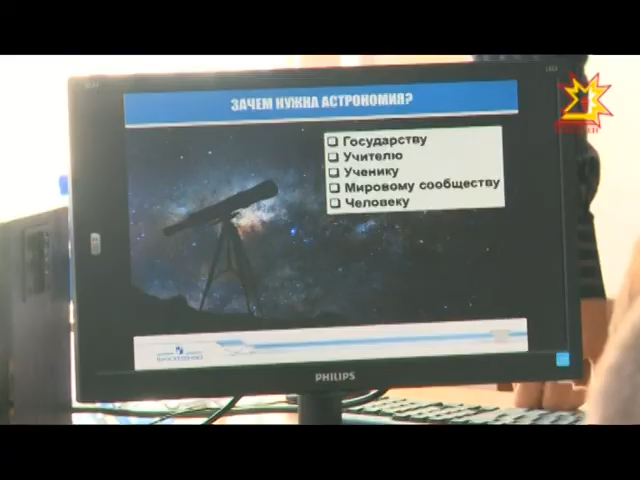 ЗАЧЕМ НУЖНА АСТРОНОМИЯ?
❑ Государству
❑ Учителю
❑ Ученику
❑ Мировому сообществу
❑ Человеку
PHILIPS